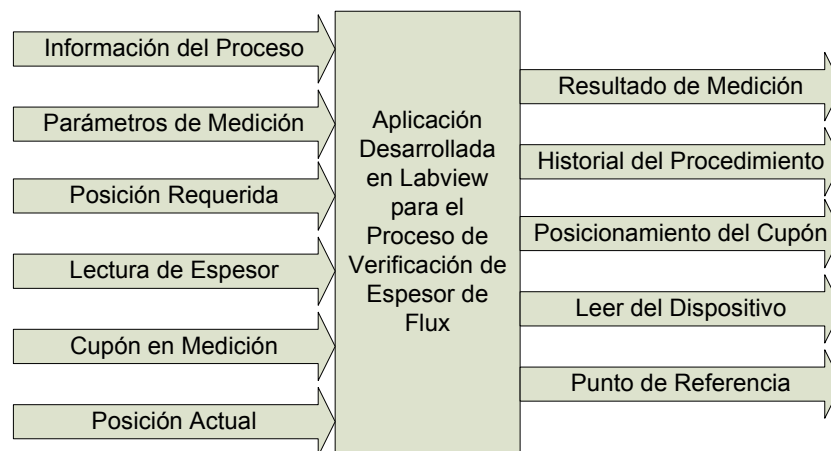 Información del Proceso
Parámetros de Medición
Posición Requerida
Lectura de Espesor
Cupón en Medición
Posición Actual
Aplicación
Desarrollada
en Labview
para el
Proceso de
Verificación de
Espesor de
Flux
Resultado de Medición
Historial del Procedimiento
Posicionamiento del Cupón
Leer del Dispositivo
Punto de Referencia